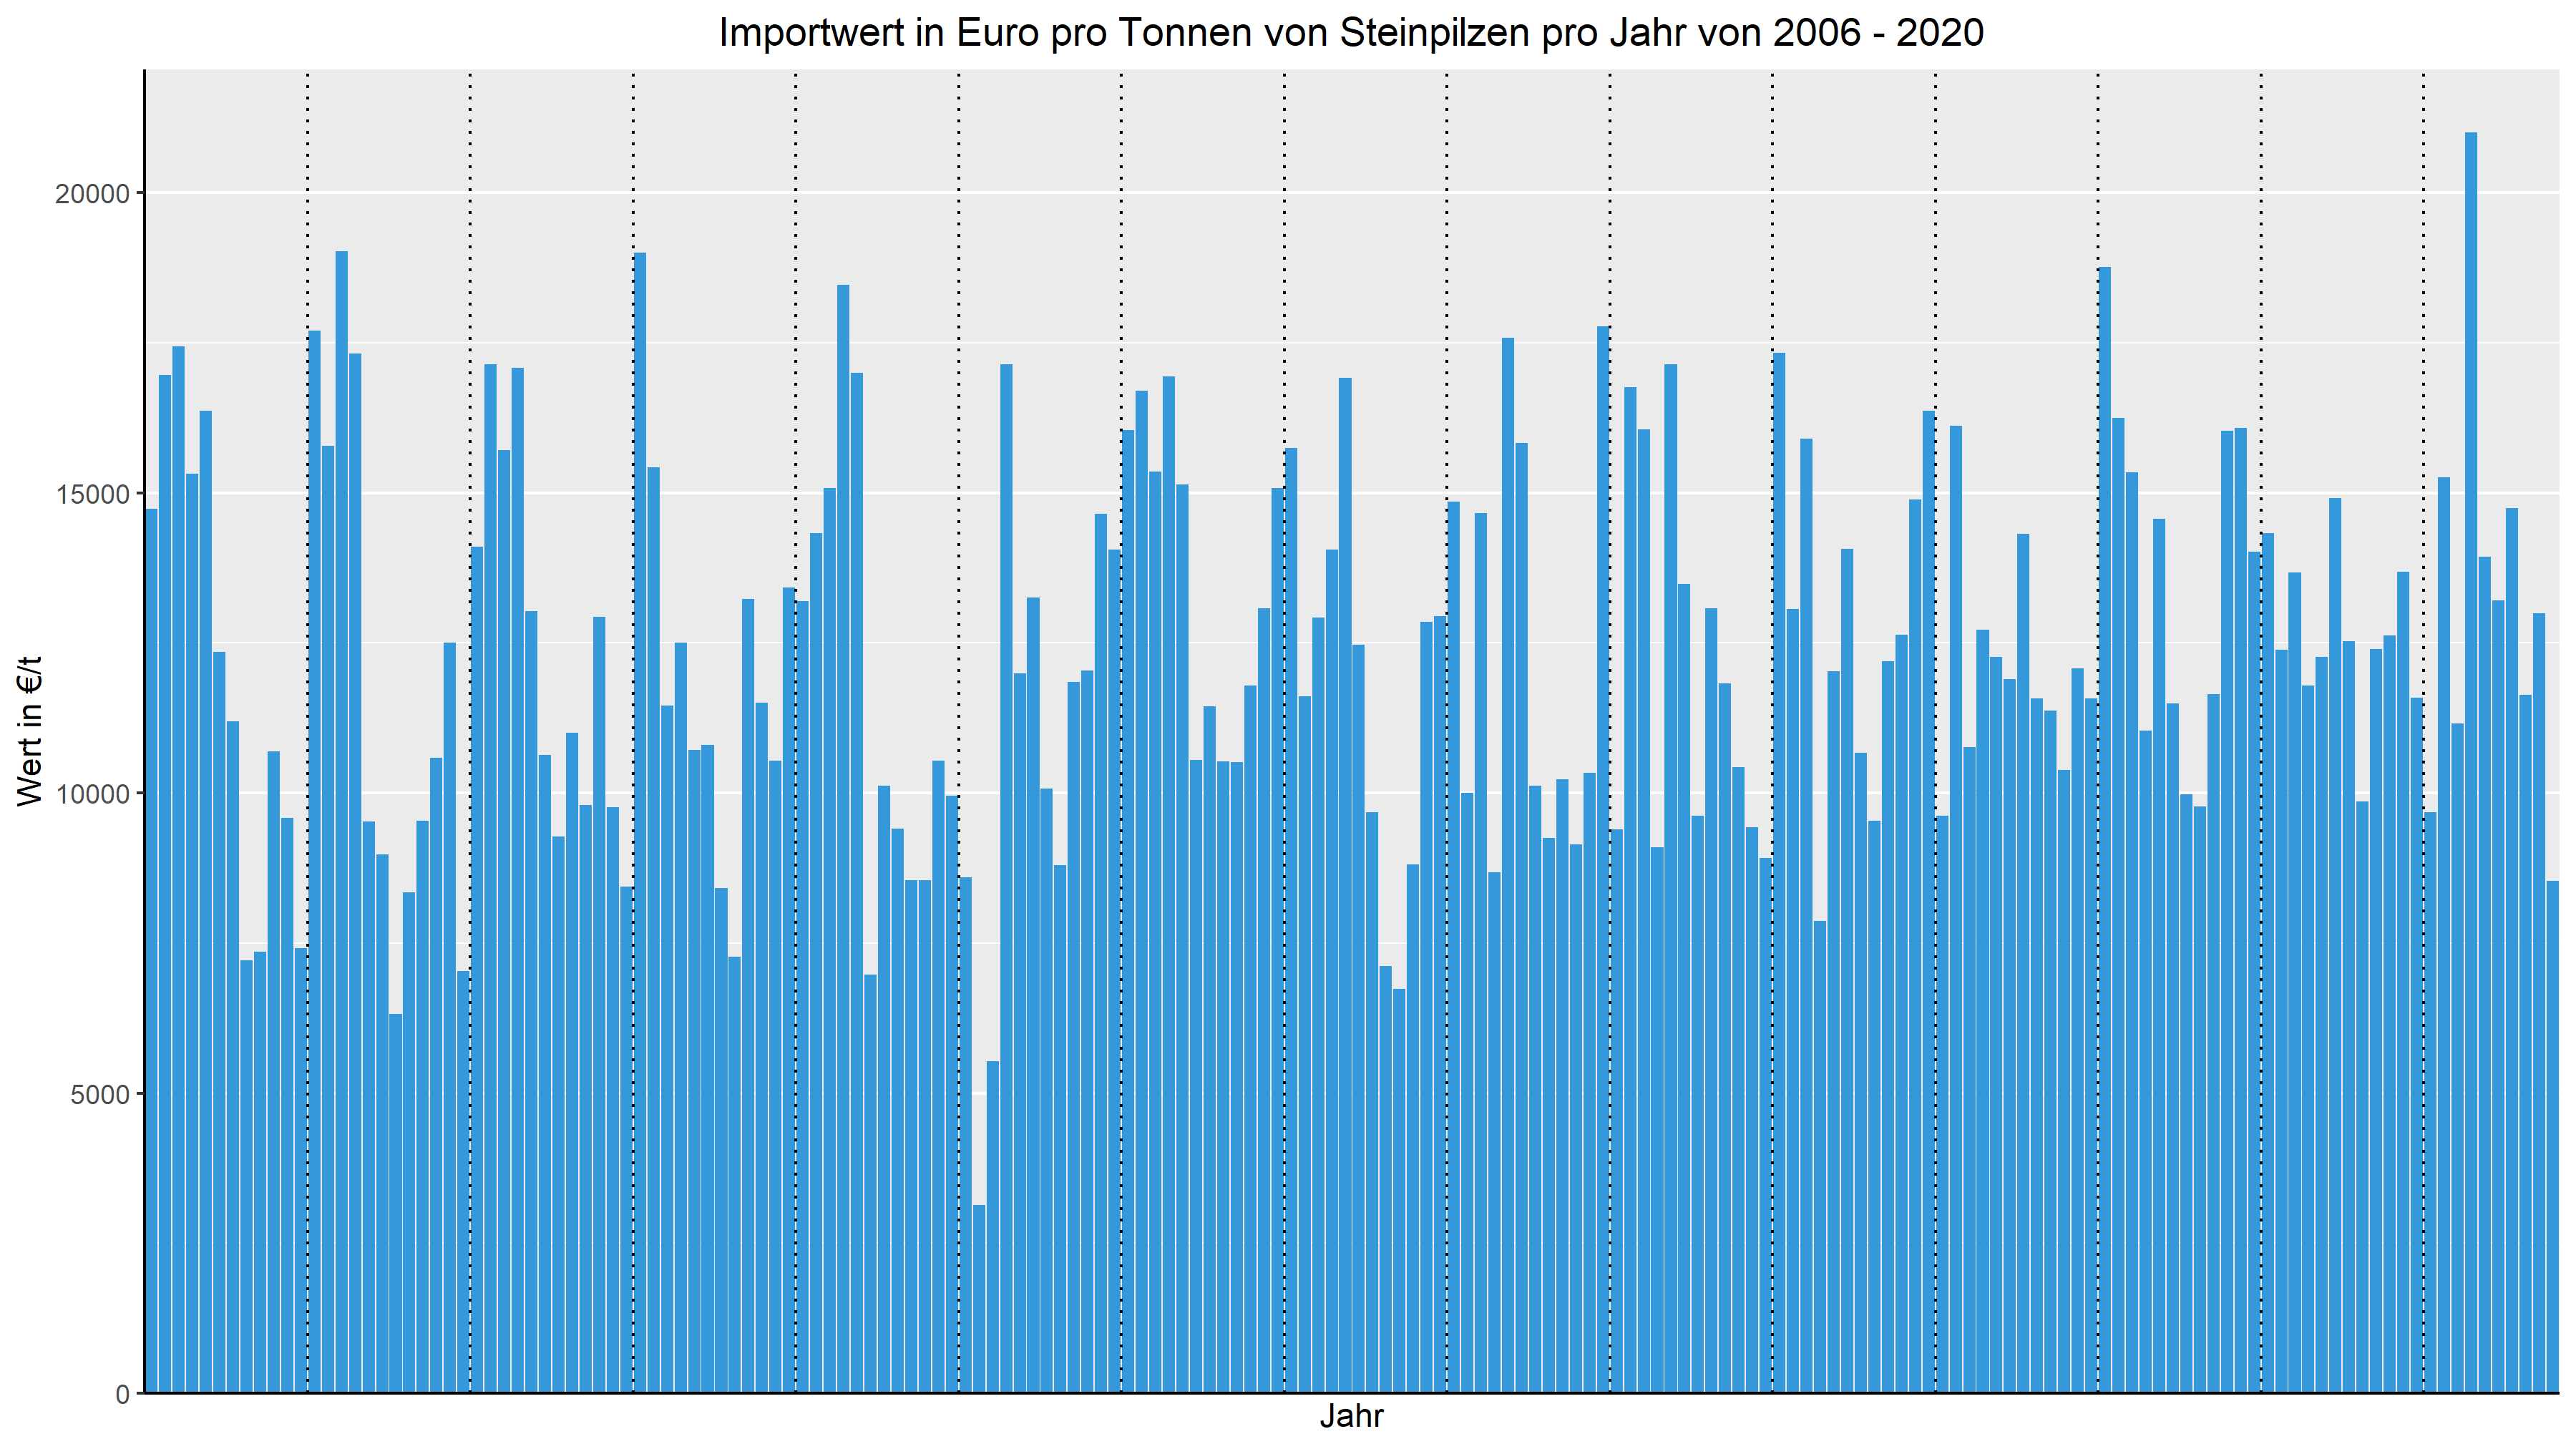 Importwert in Euro pro Tonnen von Steinpilzen pro Jahr von 2006 - 2020
Wert in €/t
20000
15000
10000
5000
0
Jahr